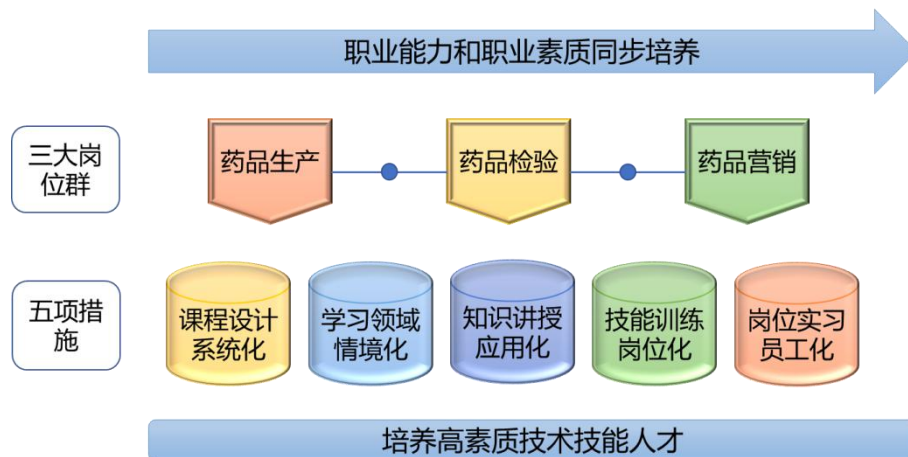 职业能力和职业素质同步培养
三大岗
位群
药品生产
药品检验
药品营销
五项措
施
课程设计
系统化
学习领域
情境化
知识讲授
应用化
技能训练
岗位化
岗位实习
员工化
培养高素质技术技能人才